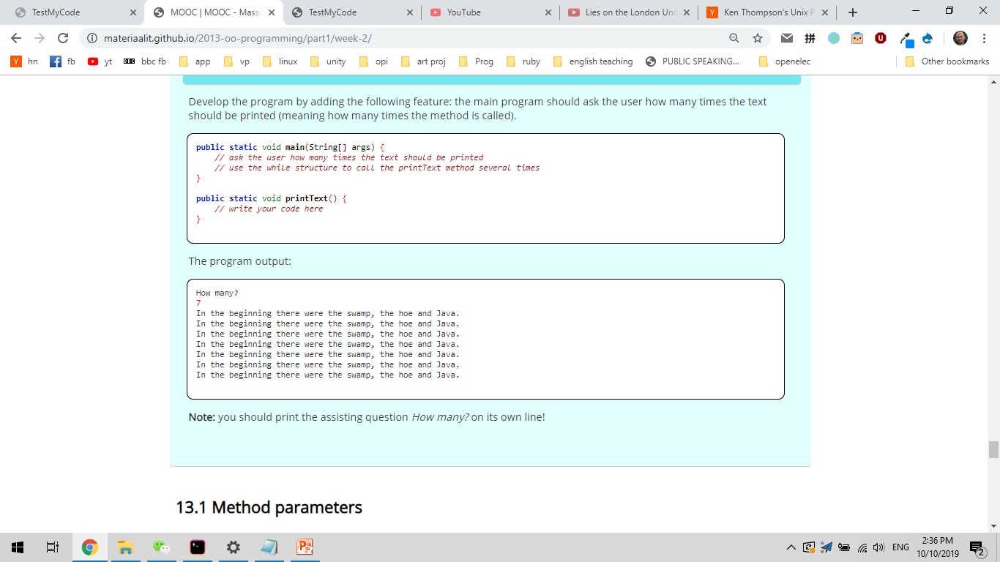 TestMyCode
MOOC | MOOC - Massi
TestMyCode
YouTube
Lies on the London Und
Ken Thompson's Unix P
materiaalit.github.io/2013-oo-programming/part1/week-2/
hn
fb
yt
BBC bbc fb
app
vp
linux
unity
opi
art proj
Prog
ruby
english teaching
PUBLIC SPEAKING...
openelec
Other bookmarks
Develop the program by adding the following feature: the main program should ask the user how many times the text
should be printed (meaning how many times the method is called).
public static void main(String[] args) {
// ask the user how many times the text should be printed
// use the while structure to call the printText method several times
}
public static void printText() {
// write your code here
}
The program output:
How many?
7
In the beginning there were the swamp, the hoe and Java.
In the beginning there were the swamp, the hoe and Java.
In the beginning there were the swamp, the hoe and Java.
In the beginning there were the swamp, the hoe and Java.
In the beginning there were the swamp, the hoe and Java.
In the beginning there were the swamp, the hoe and Java.
In the beginning there were the swamp, the hoe and Java.
Note: you should print the assisting question How many? on its own line!
13.1 Method parameters
ENG
2:36 PM
10/10/2019
2